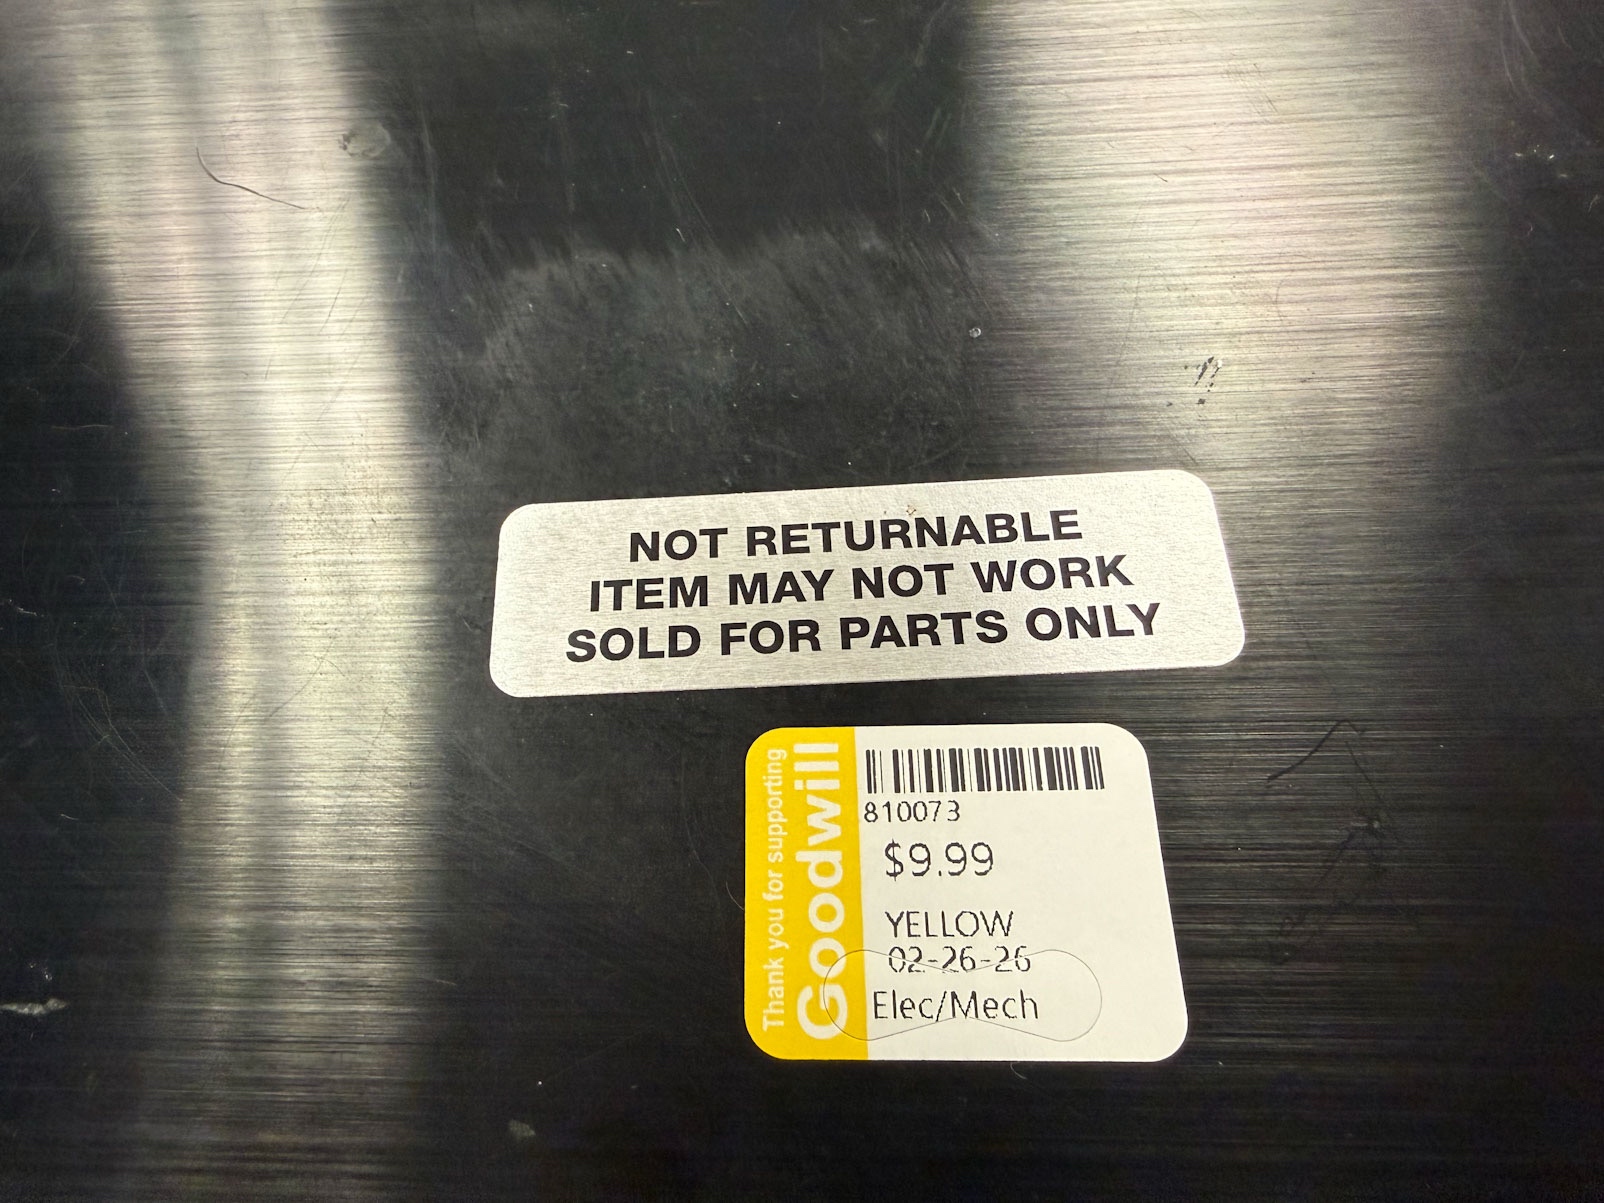 NOT RETURNABLE
ITEM MAY NOT WORK
SOLD FOR PARTS ONLY
Thank you for supporting
Goodwill
810073
$9.99
YELLOW
02-26-26
Elec/Mech